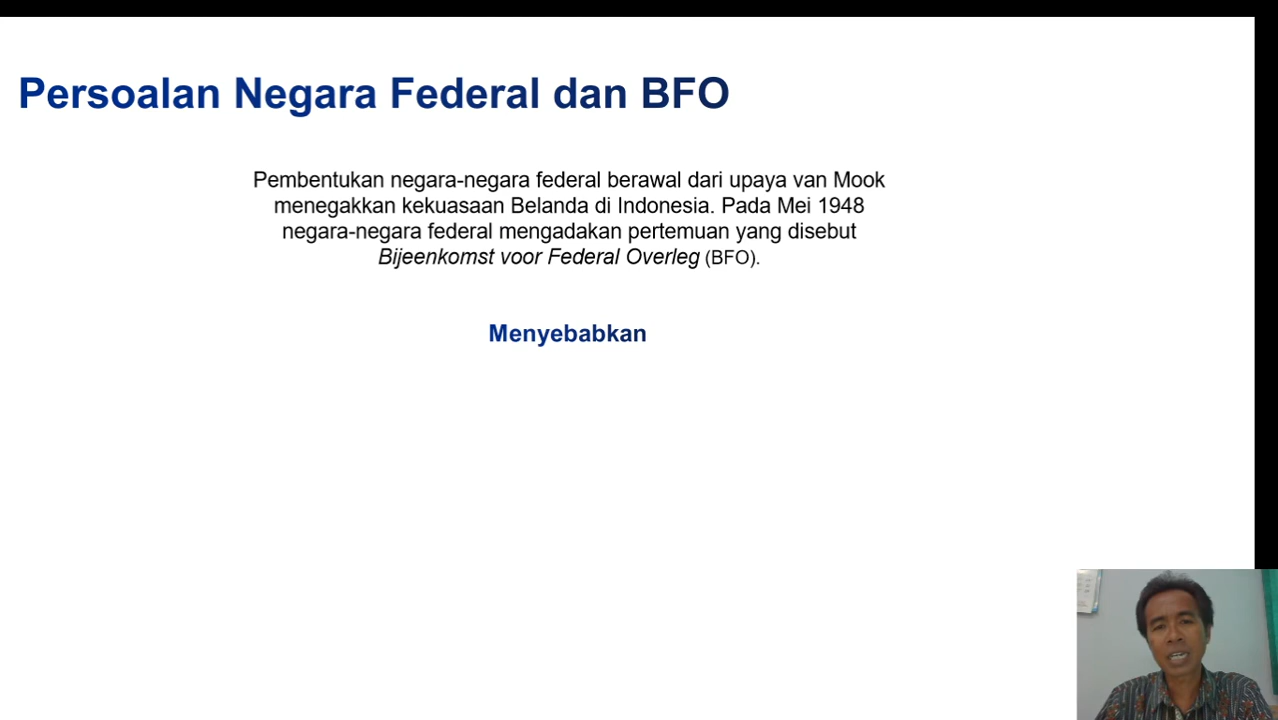 Persoalan Negara Federal dan BFO
Pembentukan negara-negara federal berawal dari upaya van Mook
menegakkan kekuasaan Belanda di Indonesia. Pada Mei 1948
negara-negara federal mengadakan pertemuan yang disebut
Bijeenkomst voor Federal Overleg (BFO).
Menyebabkan